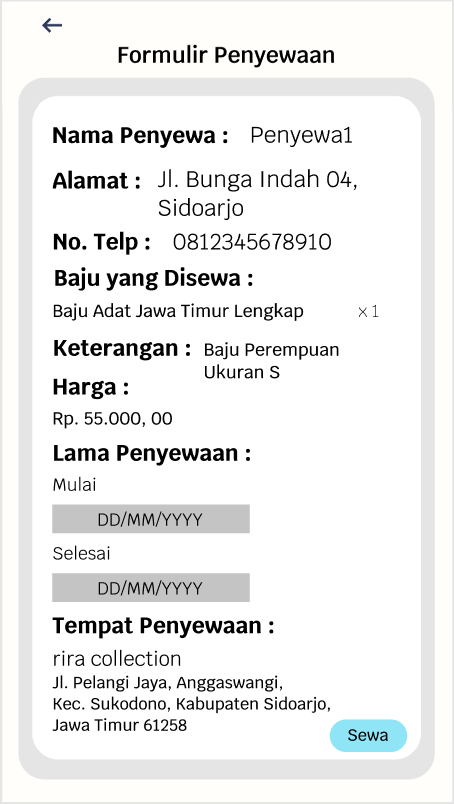 Formulir Penyewaan
Nama Penyewa : Penyewa1
Alamat : Jl. Bunga Indah 04,
Sidoarjo
No. Telp : 0812345678910
Baju yang Disewa :
Baju Adat Jawa Timur Lengkap x 1
Keterangan : Baju Perempuan
Ukuran S
Harga :
Rp. 55.000, 00
Lama Penyewaan :
Mulai
DD/MM/YYYY
Selesai
DD/MM/YYYY
Tempat Penyewaan :
rira collection
Jl. Pelangi Jaya, Anggaswangi,
Kec. Sukodono, Kabupaten Sidoarjo,
Jawa Timur 61258
Sewa